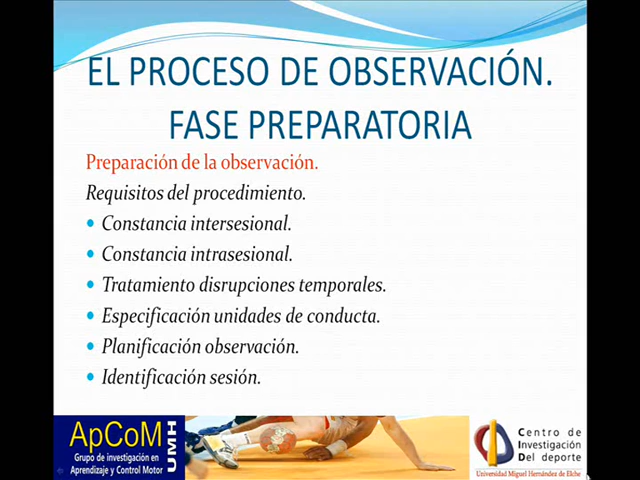 EL PROCESO DE OBSERVACIÓN.
FASE PREPARATORIA
Preparación de la observación.
Requisitos del procedimiento.
• Constancia intersesional.
• Constancia intrasesional.
• Tratamiento disrupciones temporales.
• Especificación unidades de conducta.
• Planificación observación.
• Identificación sesión.
ApCoM
Grupo de investigación en
Aprendizaje y Control Motor
UMH
Centro de
Investigación
Del deporte
Universidad Miguel Hernández de Elche